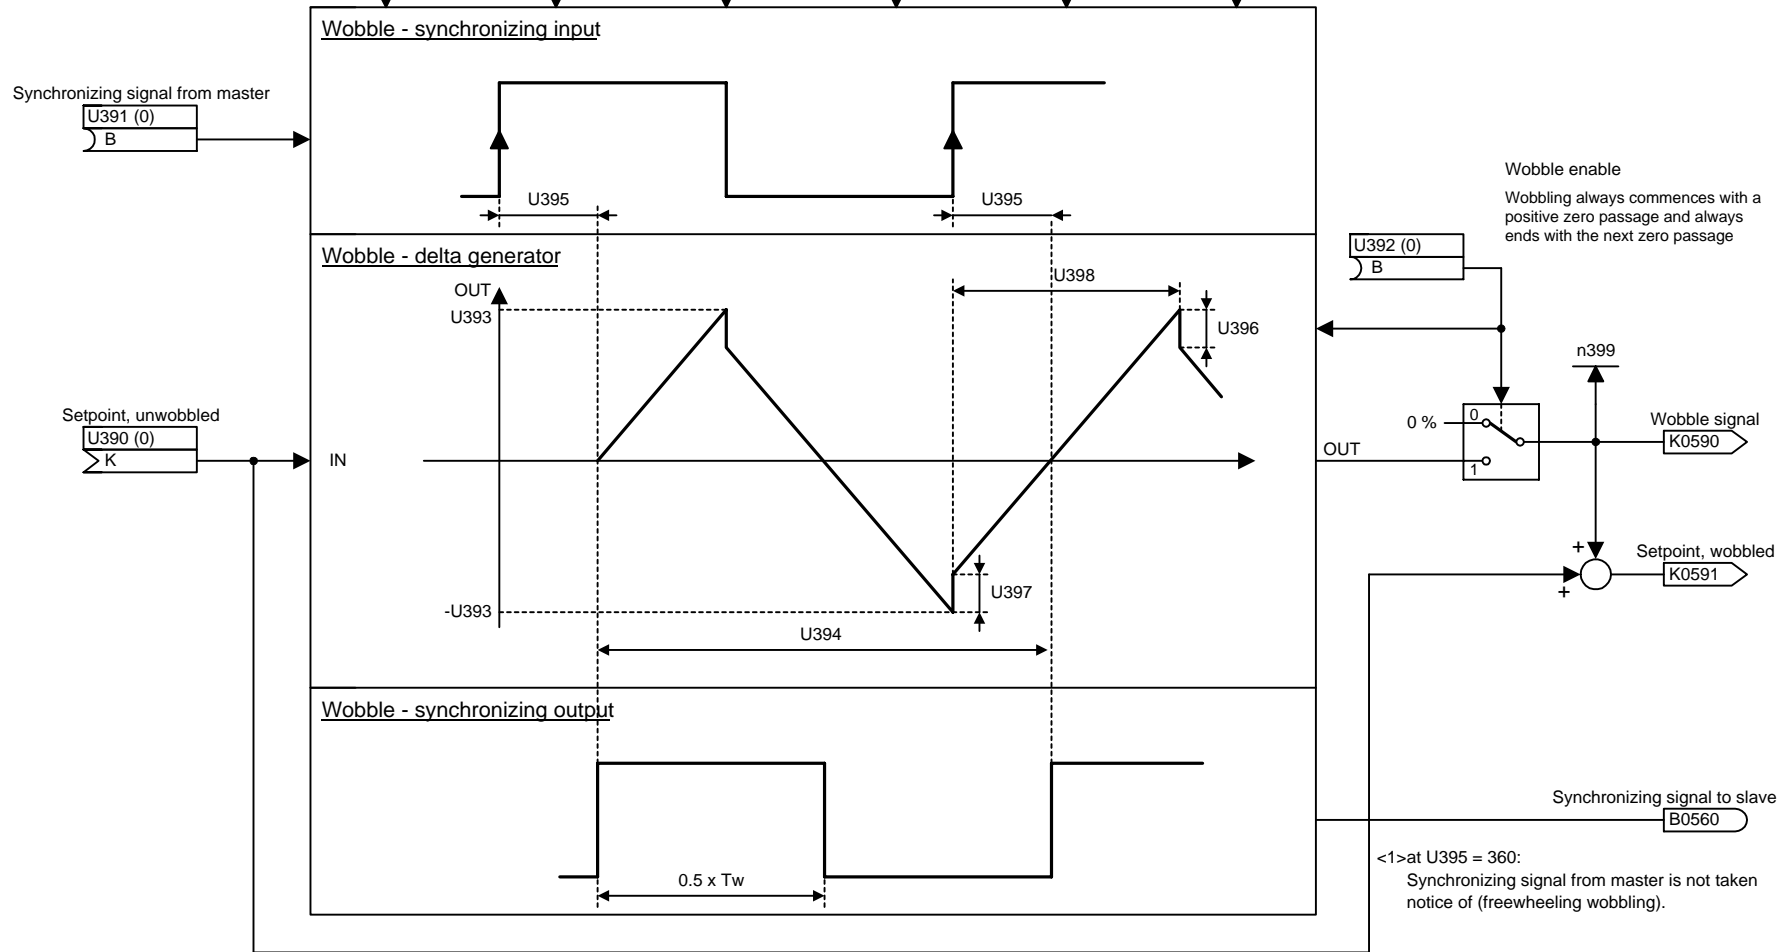 Wobble - synchronizing input
Synchronizing signal from master
U391 (0)
B
U395
U395
Wobble enable
Wobbling always commences with a
positive zero passage and always
ends with the next zero passage
U392 (0)
B
Wobble - delta generator
OUT
U393
U398
U396
n399
Setpoint, unwobbled
U390 (0)
K
IN
OUT
0 %
0
1
Wobble signal
K0590
+
+
Setpoint, wobbled
K0591
U397
-U393
U394
Wobble - synchronizing output
0.5 x Tw
Synchronizing signal to slave
B0560
<1>at U395 = 360:
Synchronizing signal from master is not taken
notice of (freewheeling wobbling).